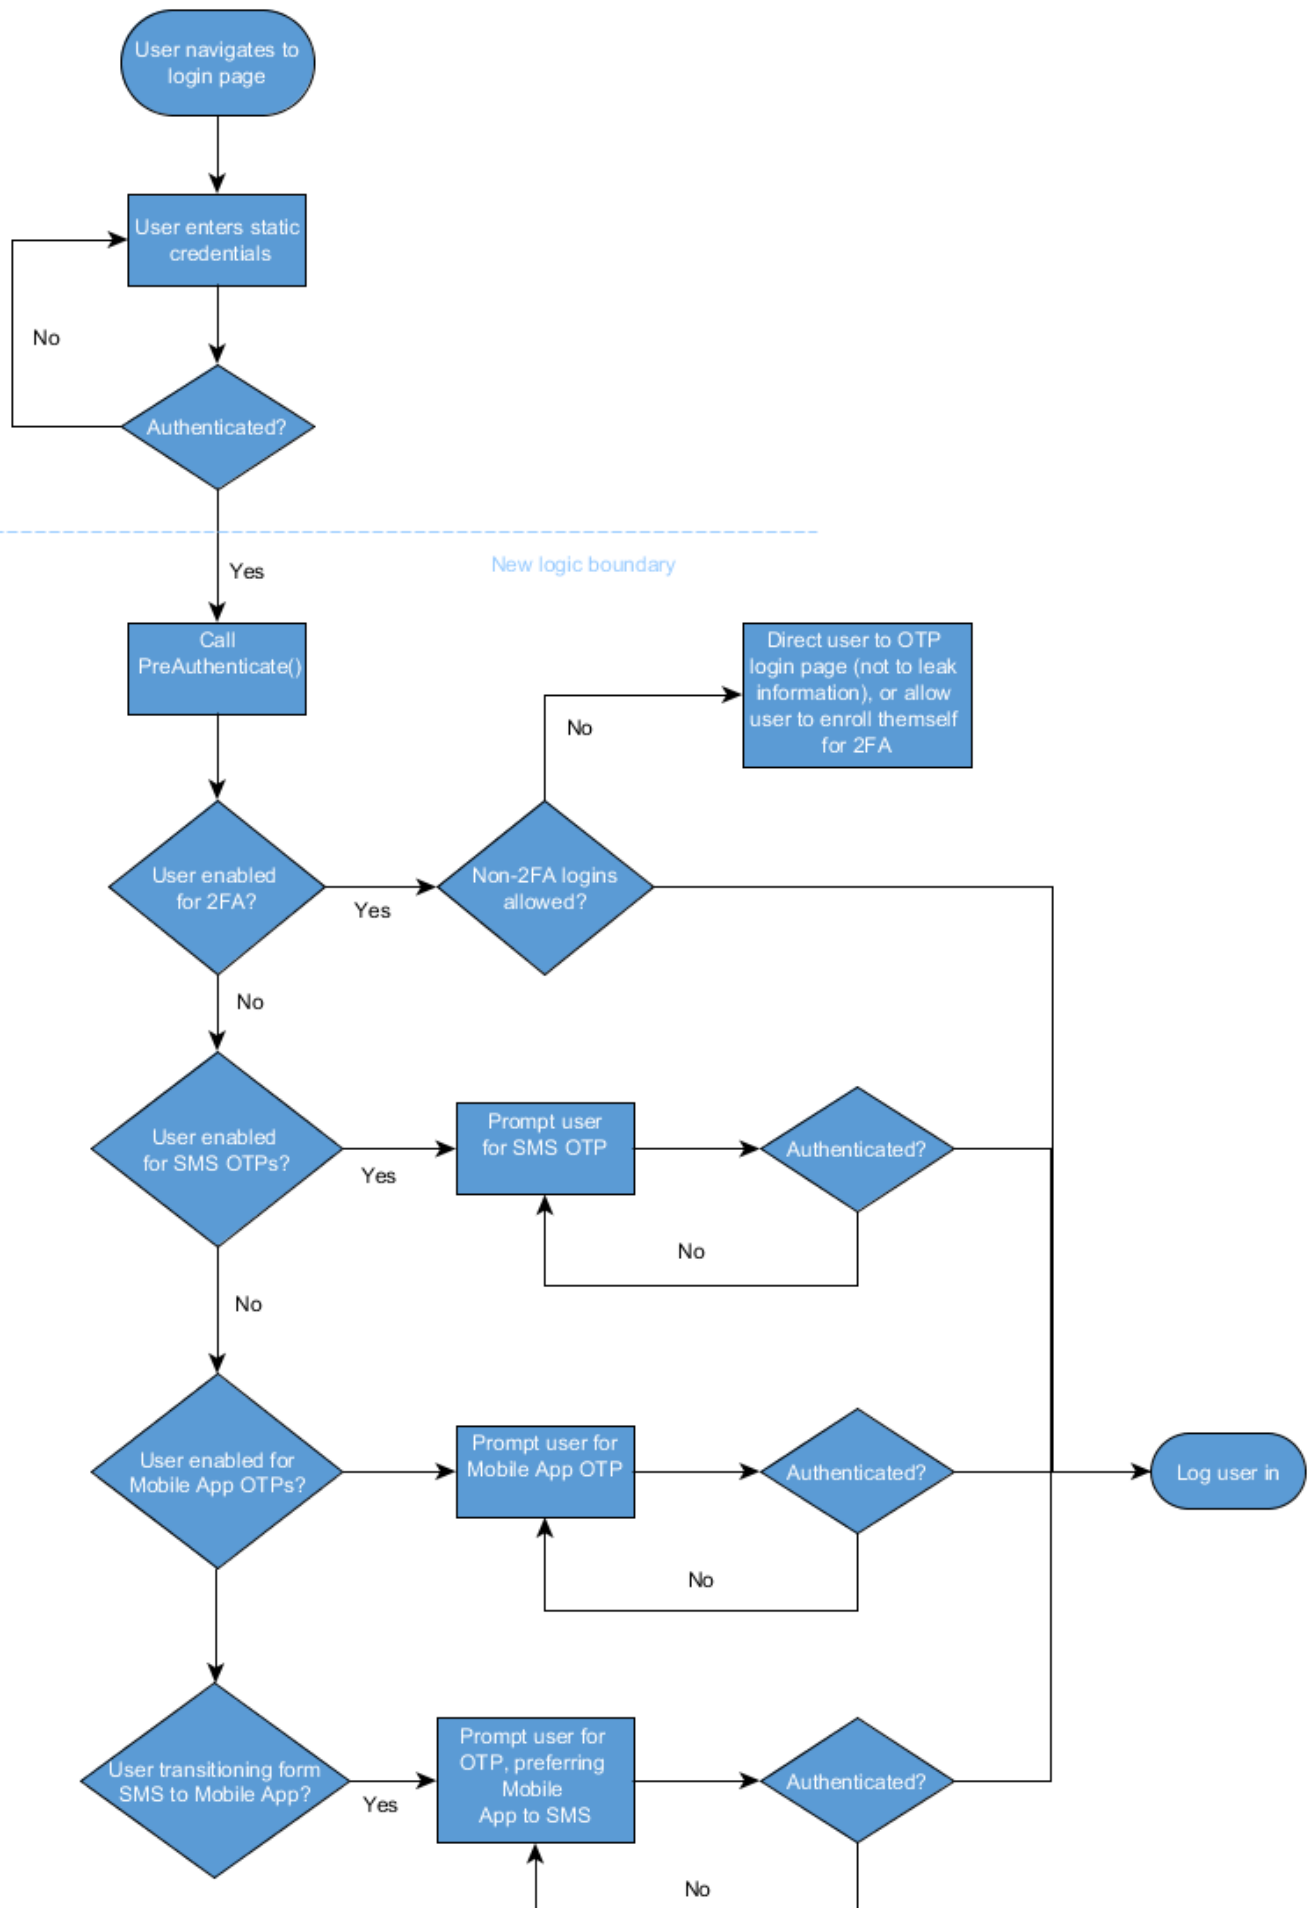 User navigates to
login page
User enters static
credentials
No
Authenticated?
New logic boundary
Yes
Call
PreAuthenticate()
Direct user to OTP
login page (not to leak
information), or allow
user to enroll themself
for 2FA
No
User enabled
for 2FA?
Yes
Non-2FA logins
allowed?
No
User enabled
for SMS OTPs?
Yes
Prompt user
for SMS OTP
Authenticated?
No
No
User enabled for
Mobile App OTPs?
Prompt user for
Mobile App OTP
Authenticated?
Log user in
No
User transitioning form
SMS to Mobile App?
Yes
Prompt user for
OTP, preferring
Mobile
App to SMS
Authenticated?
No